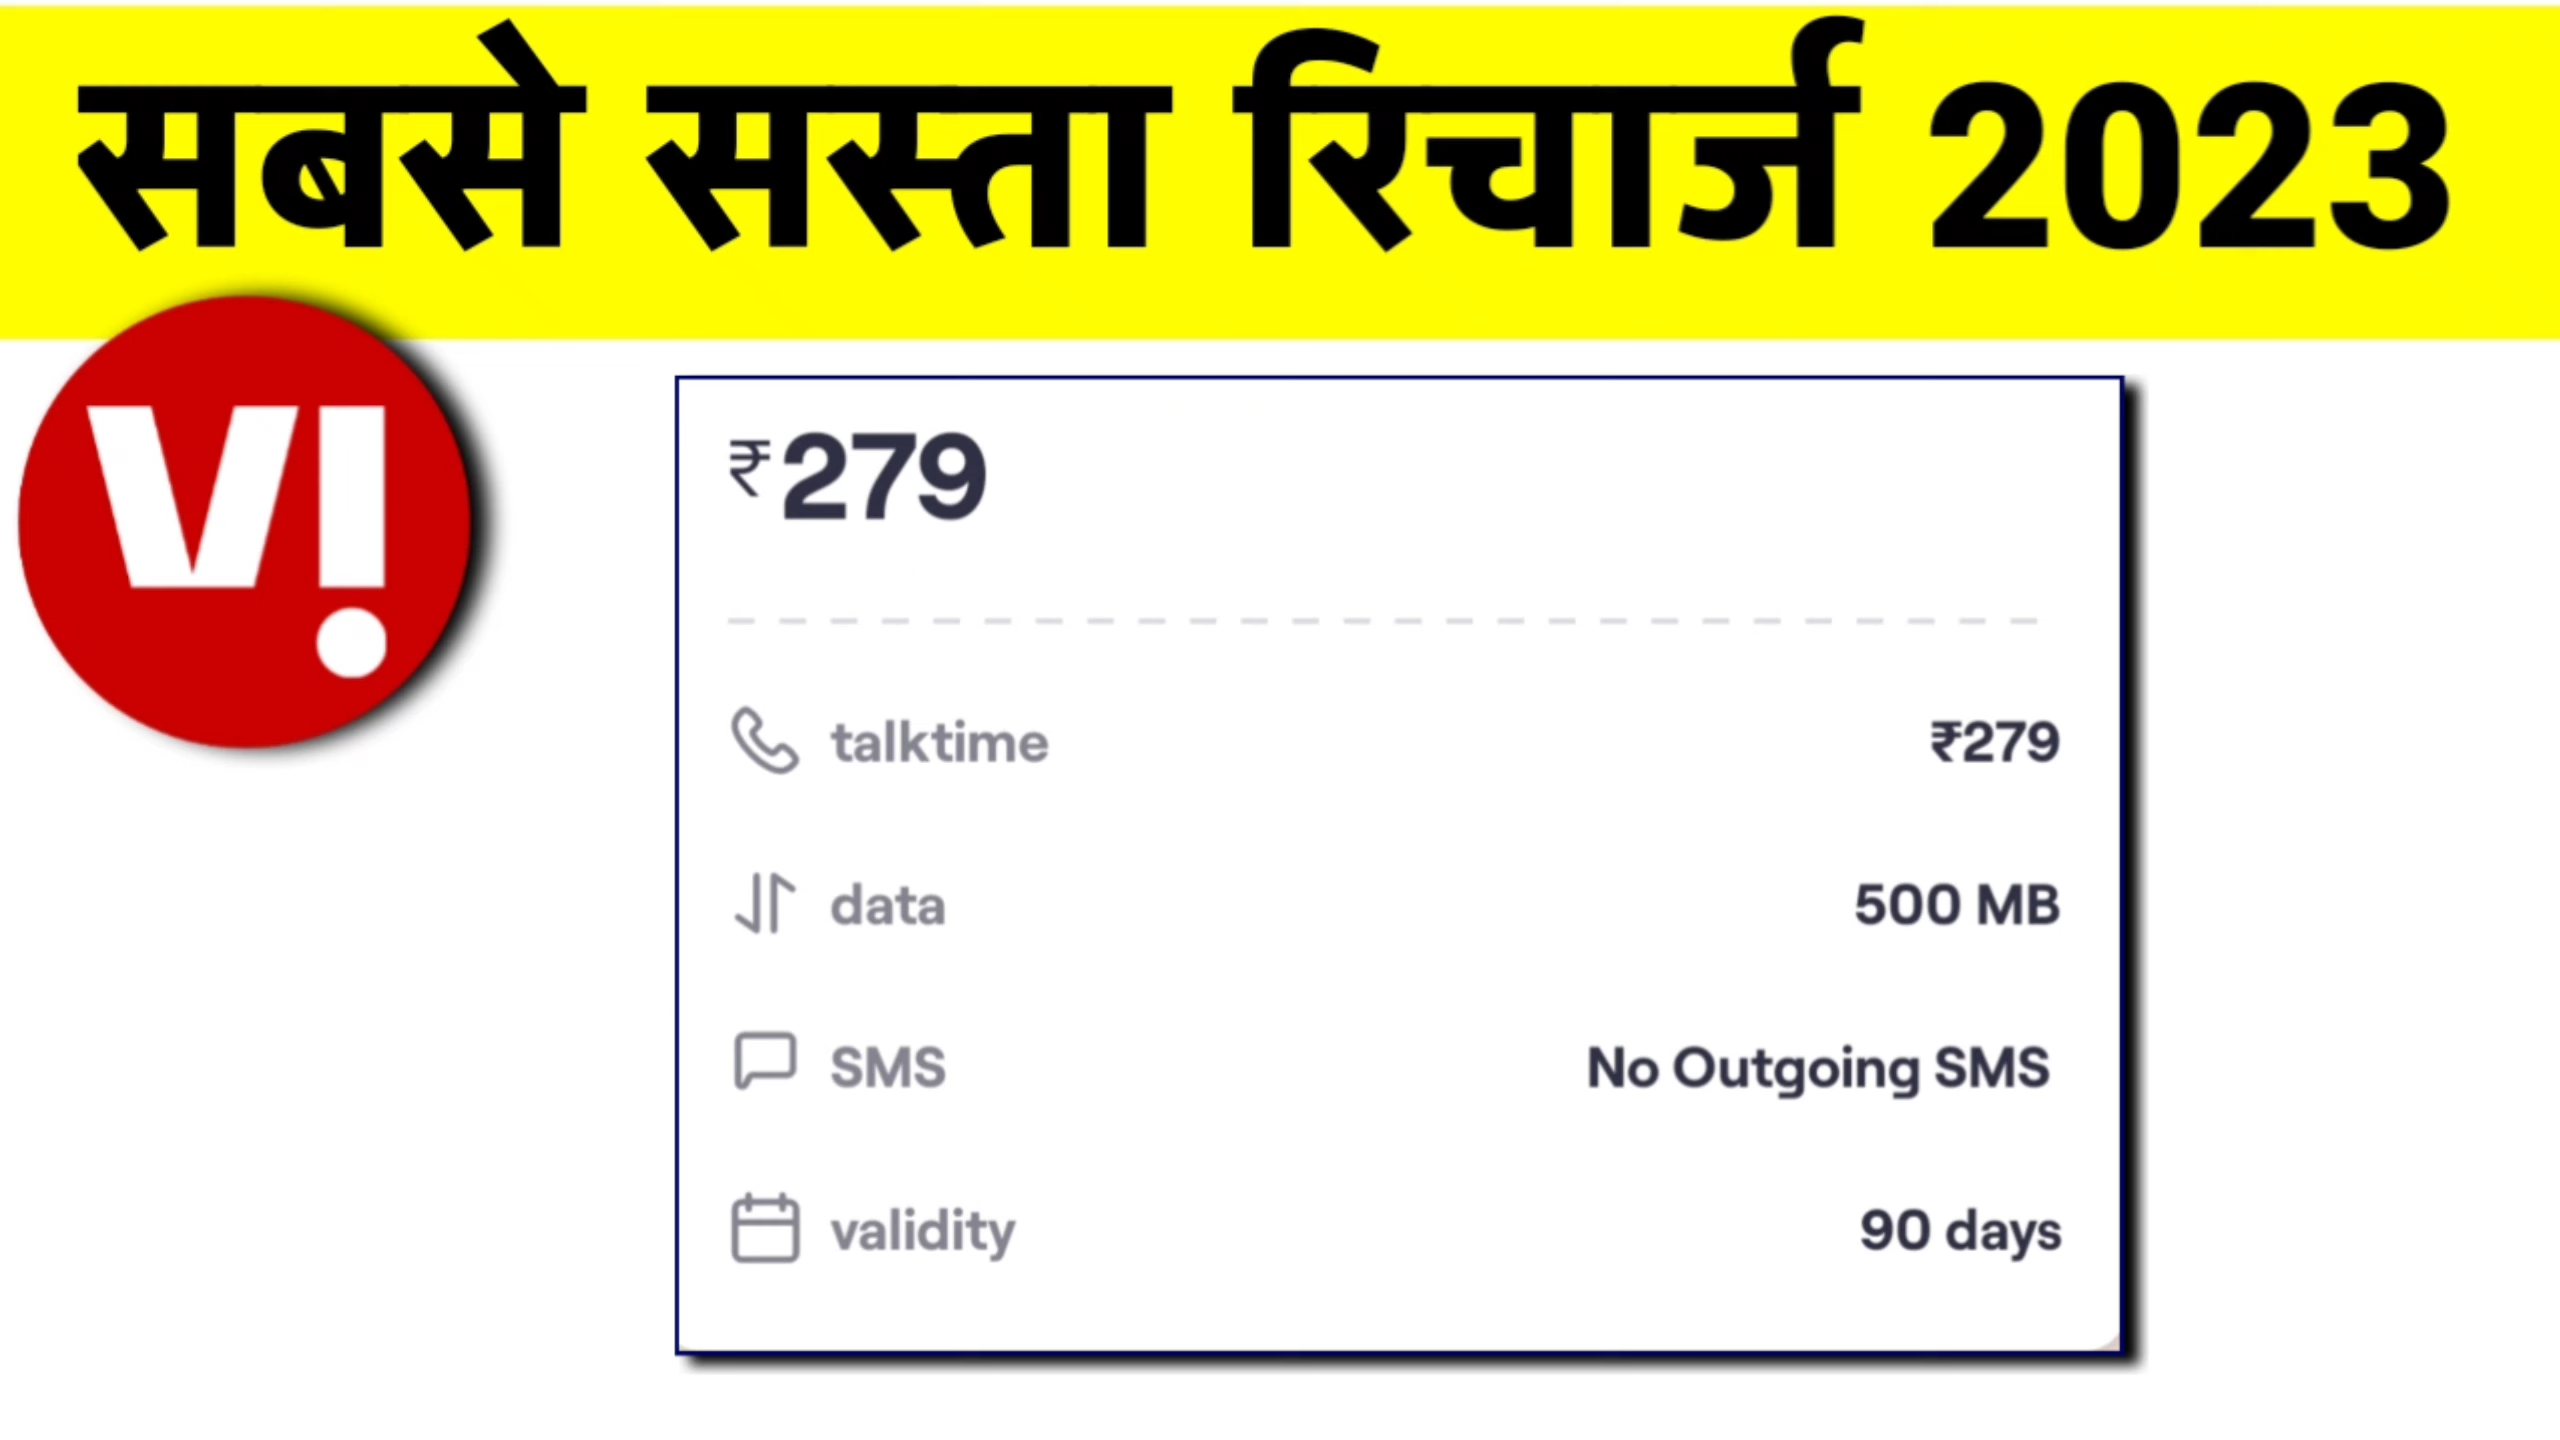 सबसे सस्ता रिचार्ज 2023
VI
₹279
talktime ₹279
data 500 MB
SMS No Outgoing SMS
validity 90 days